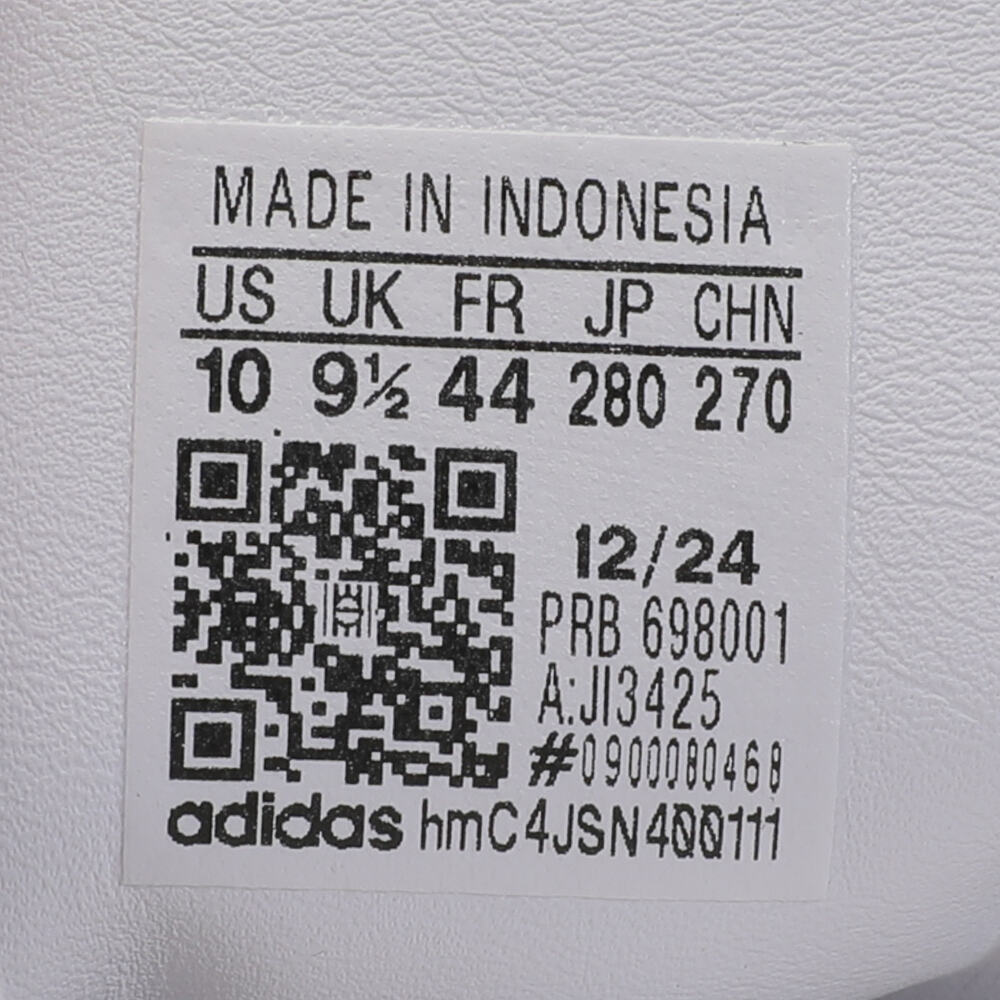 MADE IN INDONESIA
US UK FR JP CHN
10 9½ 44 280 270
12/24
PRB 698001
A:JI3425
#0900080468
adidas hmC4JSN400111